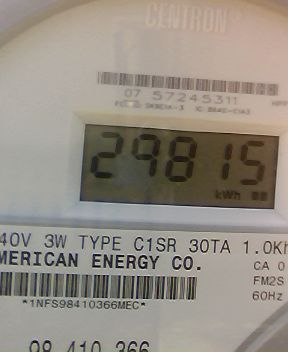 CENTRON®
07 57245311
29815
kWh
40V 3W TYPE C1SR 30TA 1.0Kh
MERICAN ENERGY CO.
CA 0
FM2S
60Hz
*1NFS98410366MEC*
98 410 366